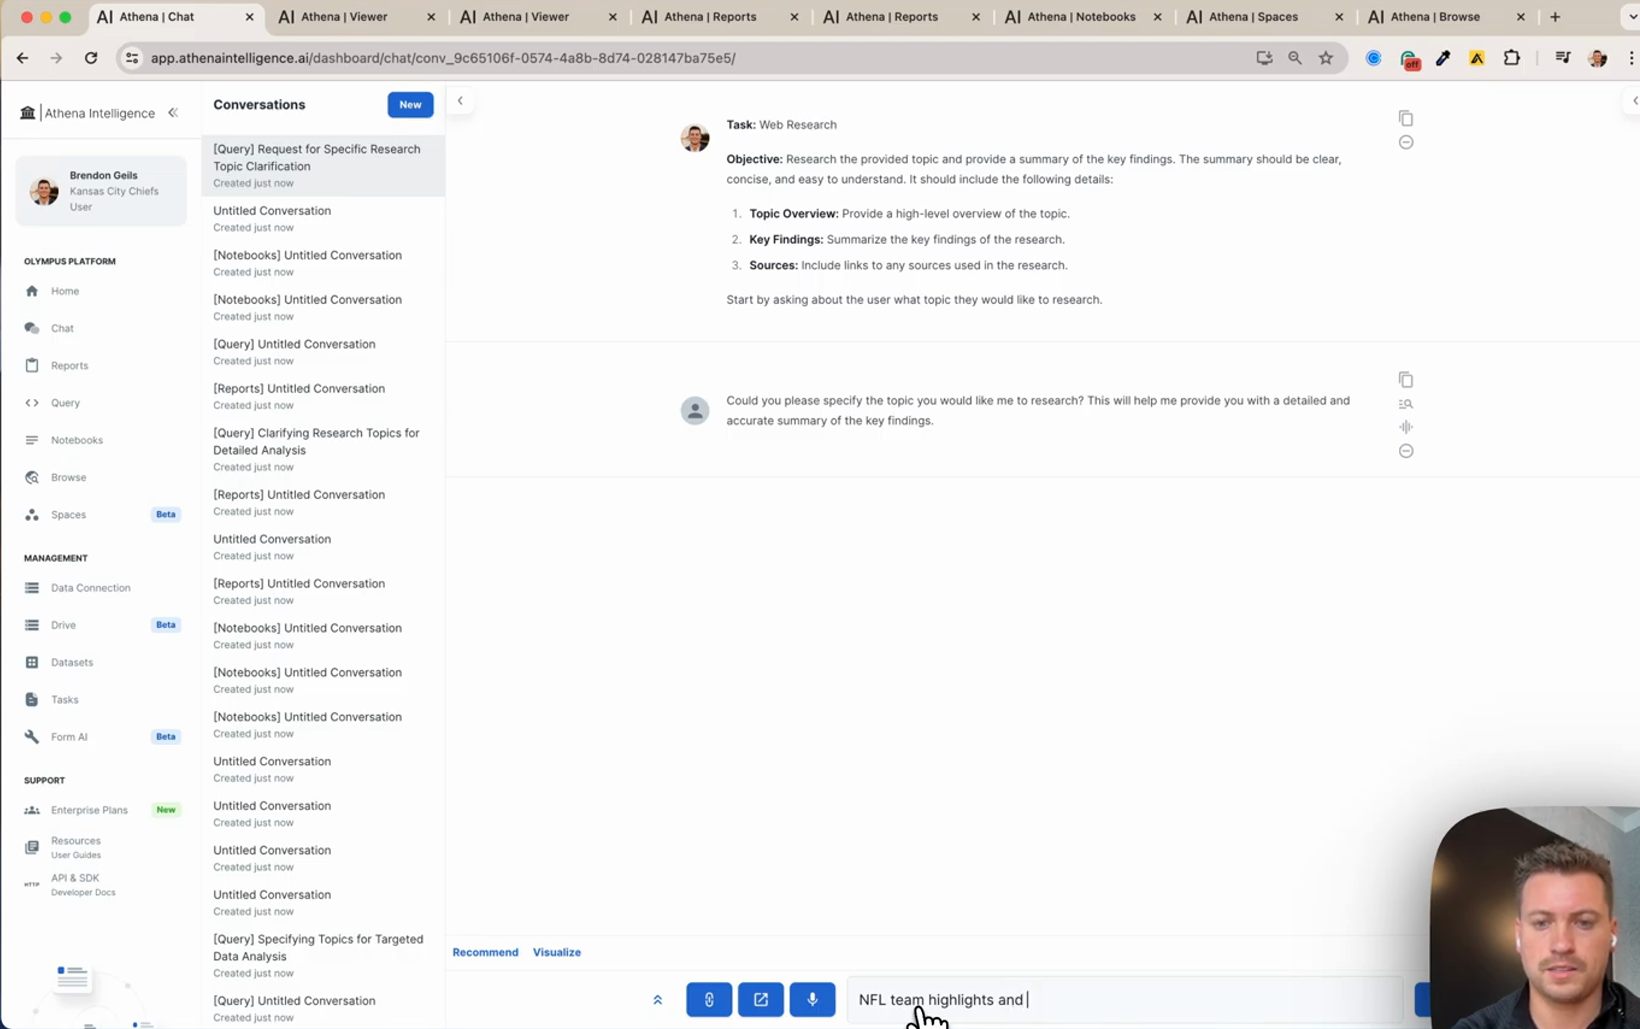 Athena | Chat
Athena | Viewer
Athena | Viewer
Athena | Reports
Athena | Reports
Athena | Notebooks
Athena | Spaces
Athena | Browse
app.athenaintelligence.ai/dashboard/chat/conv_9c65106f-0574-4a8b-8d74-028147ba75e5/
off
Athena Intelligence
Brendon Geils
Kansas City Chiefs
User
OLYMPUS PLATFORM
Home
Chat
Reports
Query
Notebooks
Browse
Spaces Beta
MANAGEMENT
Data Connection
Drive Beta
Datasets
Tasks
Form AI Beta
SUPPORT
Enterprise Plans New
Resources
User Guides
HTTP
API & SDK
Developer Docs
Conversations New
[Query] Request for Specific Research
Topic Clarification
Created just now
Untitled Conversation
Created just now
[Notebooks] Untitled Conversation
Created just now
[Notebooks] Untitled Conversation
Created just now
[Query] Untitled Conversation
Created just now
[Reports] Untitled Conversation
Created just now
[Query] Clarifying Research Topics for
Detailed Analysis
Created just now
[Reports] Untitled Conversation
Created just now
Untitled Conversation
Created just now
[Reports] Untitled Conversation
Created just now
[Notebooks] Untitled Conversation
Created just now
[Notebooks] Untitled Conversation
Created just now
[Notebooks] Untitled Conversation
Created just now
Untitled Conversation
Created just now
Untitled Conversation
Created just now
Untitled Conversation
Created just now
Untitled Conversation
Created just now
[Query] Specifying Topics for Targeted
Data Analysis
Created just now
[Query] Untitled Conversation
Created just now
Task: Web Research
Objective: Research the provided topic and provide a summary of the key findings. The summary should be clear,
concise, and easy to understand. It should include the following details:
1. Topic Overview: Provide a high-level overview of the topic.
2. Key Findings: Summarize the key findings of the research.
3. Sources: Include links to any sources used in the research.
Start by asking about the user what topic they would like to research.
Could you please specify the topic you would like me to research? This will help me provide you with a detailed and
accurate summary of the key findings.
Recommend Visualize
NFL team highlights and